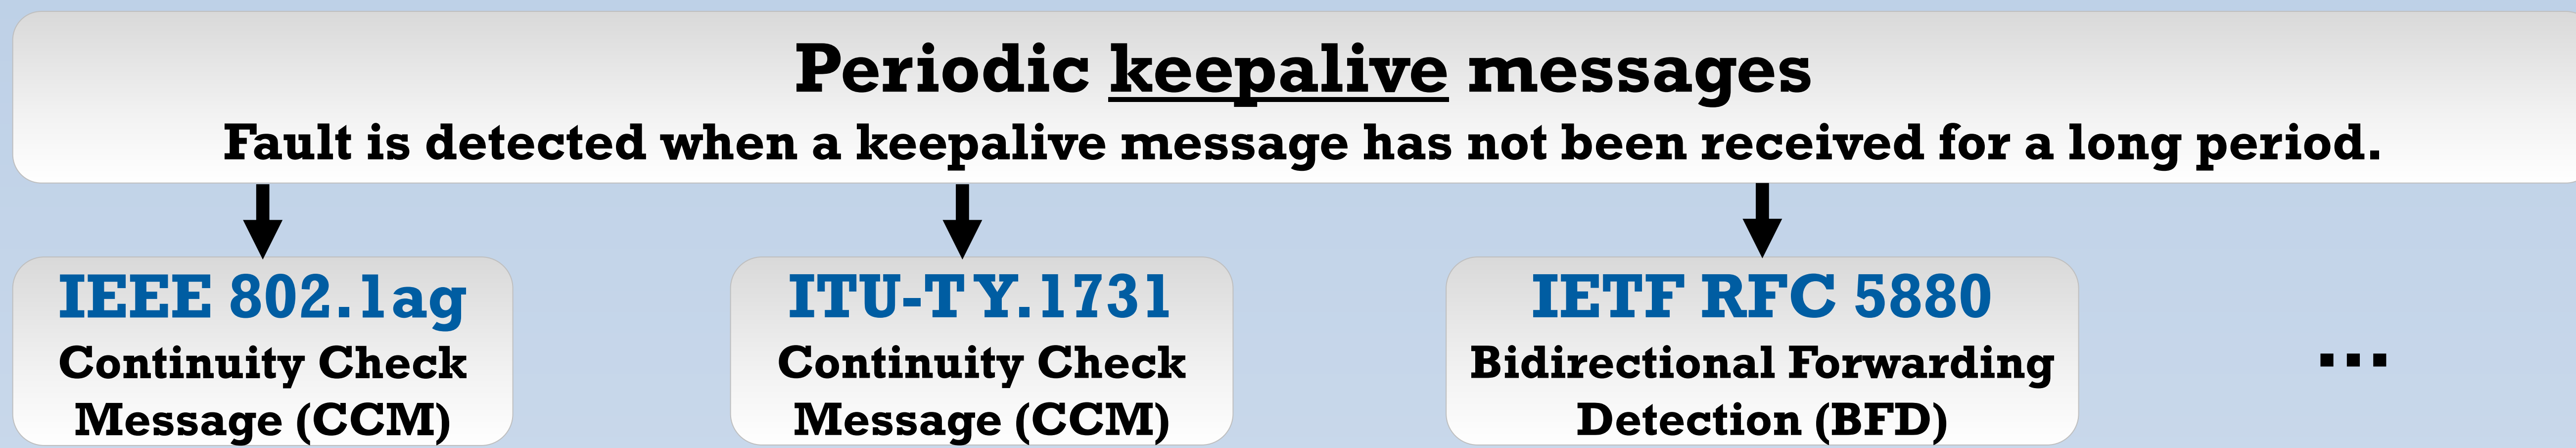 Periodic keepalive messages
Fault is detected when a keepalive message has not been received for a long period.
IEEE 802.1ag
Continuity Check
Message (CCM)
ITU-T Y.1731
Continuity Check
Message (CCM)
IETF RFC 5880
Bidirectional Forwarding
Detection (BFD)
...